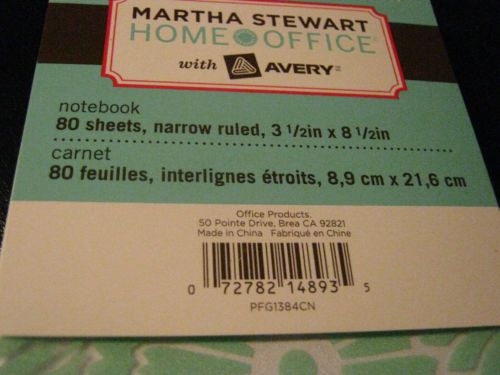 MARTHA STEWART
HOME OFFICE
with AVERY
notebook
80 sheets, narrow ruled, 3 1/2in x 8 1/2in
carnet
80 feuilles, interlignes étroits, 8,9 cm x 21,6 cm
Office Products.
50 Pointe Drive, Brea CA 92821
Made in China Fabriqué en Chine
0 72782 14893 5
PFG1384CN